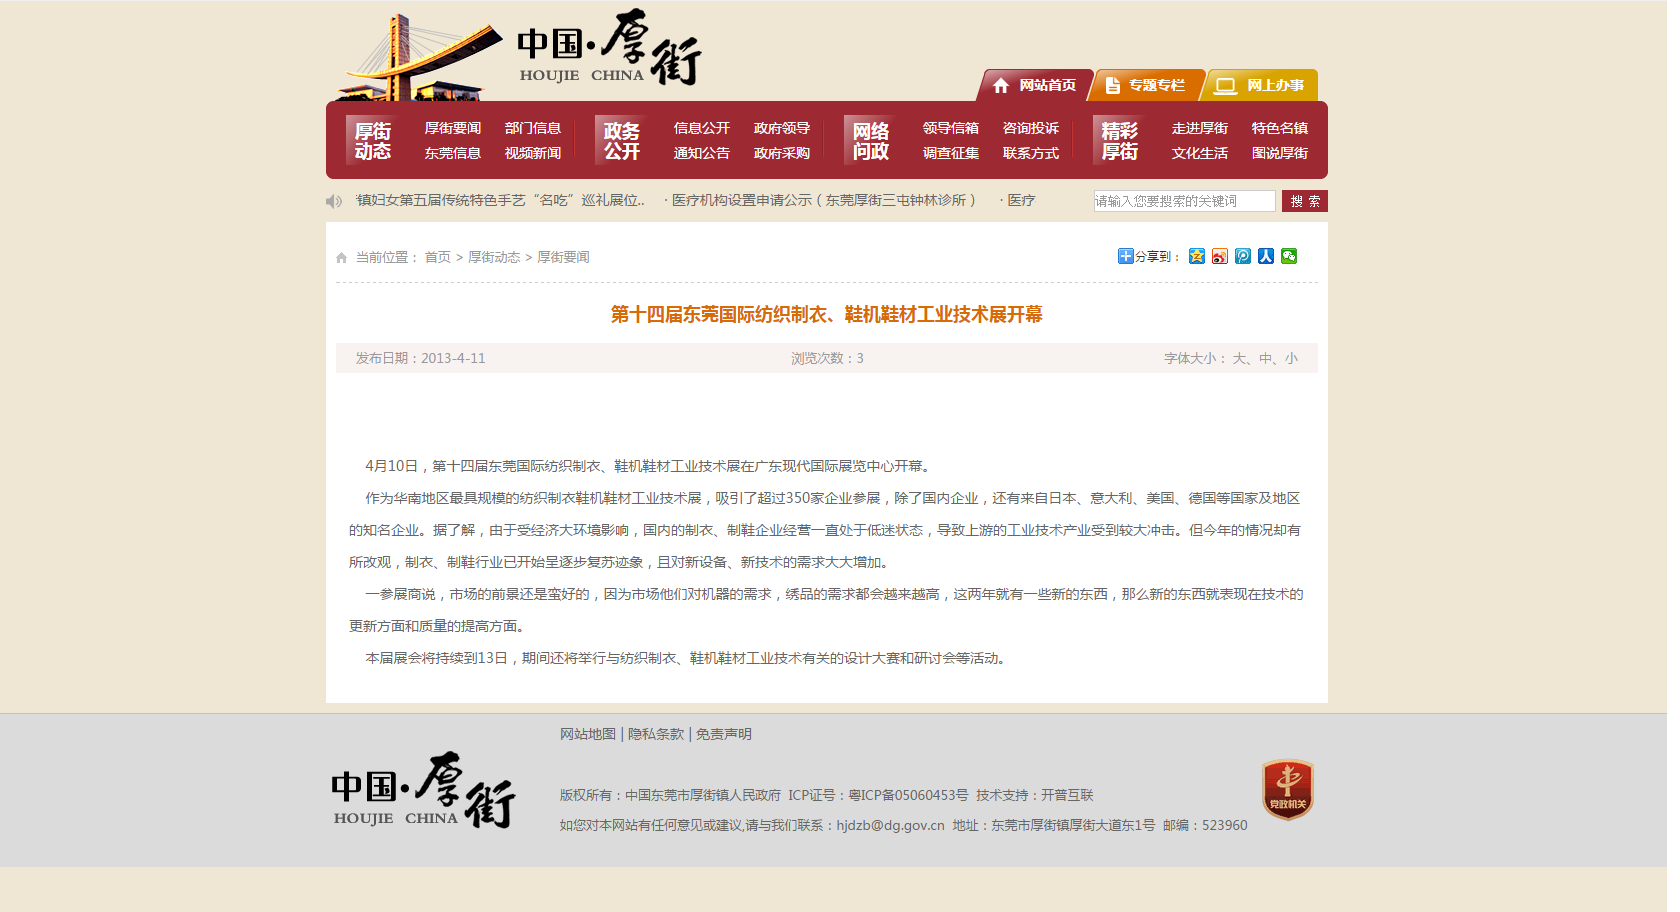 中国·厚街
HOUJIE CHINA
网站首页 专题专栏 网上办事
厚街动态 厚街要闻 部门信息 政务公开 信息公开 政府领导 网络问政 领导信箱 咨询投诉 精彩厚街 走进厚街 特色名镇
东莞信息 视频新闻 通知公告 政府采购 调查征集 联系方式 文化生活 图说厚街
镇妇女第五届传统特色手艺“名吃”巡礼展位.. · 医疗机构设置申请公示（东莞厚街三屯钟林诊所） · 医疗 请输入您要搜索的关键词 搜 索
当前位置： 首页 > 厚街动态 > 厚街要闻 分享到：
第十四届东莞国际纺织制衣、鞋机鞋材工业技术展开幕
发布日期：2013-4-11 浏览次数：3 字体大小： 大、中、小
4月10日，第十四届东莞国际纺织制衣、鞋机鞋材工业技术展在广东现代国际展览中心开幕。
作为华南地区最具规模的纺织制衣鞋机鞋材工业技术展，吸引了超过350家企业参展，除了国内企业，还有来自日本、意大利、美国、德国等国家及地区
的知名企业。据了解，由于受经济大环境影响，国内的制衣、制鞋企业经营一直处于低迷状态，导致上游的工业技术产业受到较大冲击。但今年的情况却有
所改观，制衣、制鞋行业已开始呈逐步复苏迹象，且对新设备、新技术的需求大大增加。
一参展商说，市场的前景还是蛮好的，因为市场他们对机器的需求，绣品的需求都会越来越高，这两年就有一些新的东西，那么新的东西就表现在技术的
更新方面和质量的提高方面。
本届展会将持续到13日，期间还将举行与纺织制衣、鞋机鞋材工业技术有关的设计大赛和研讨会等活动。
网站地图 | 隐私条款 | 免责声明
中国·厚街
HOUJIE CHINA
版权所有：中国东莞市厚街镇人民政府 ICP证号：粤ICP备05060453号 技术支持：开普互联
如您对本网站有任何意见或建议,请与我们联系：hjdzb@dg.gov.cn 地址：东莞市厚街镇厚街大道东1号 邮编：523960
党政机关